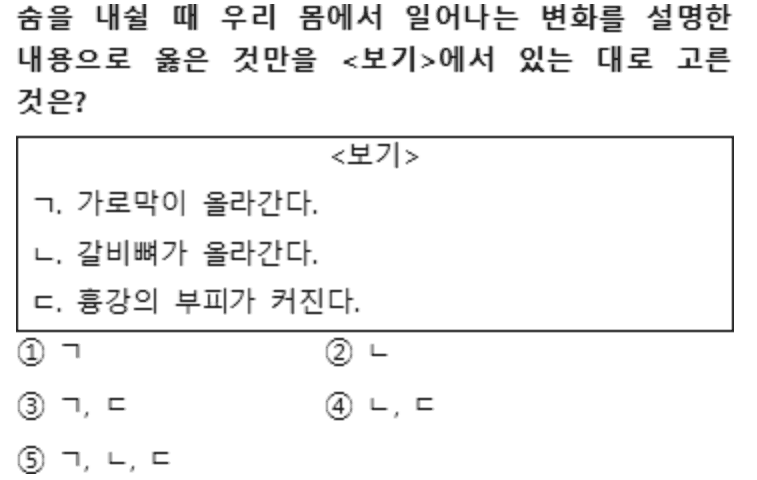 숨을 내쉴 때 우리 몸에서 일어나는 변화를 설명한
내용으로 옳은 것만을 <보기>에서 있는 대로 고른
것은?
<보기>
ㄱ. 가로막이 올라간다.
ㄴ. 갈비뼈가 올라간다.
ㄷ. 흉강의 부피가 커진다.
① ㄱ ② ㄴ
③ ㄱ, ㄷ ④ ㄴ, ㄷ
⑤ ㄱ, ㄴ, ㄷ